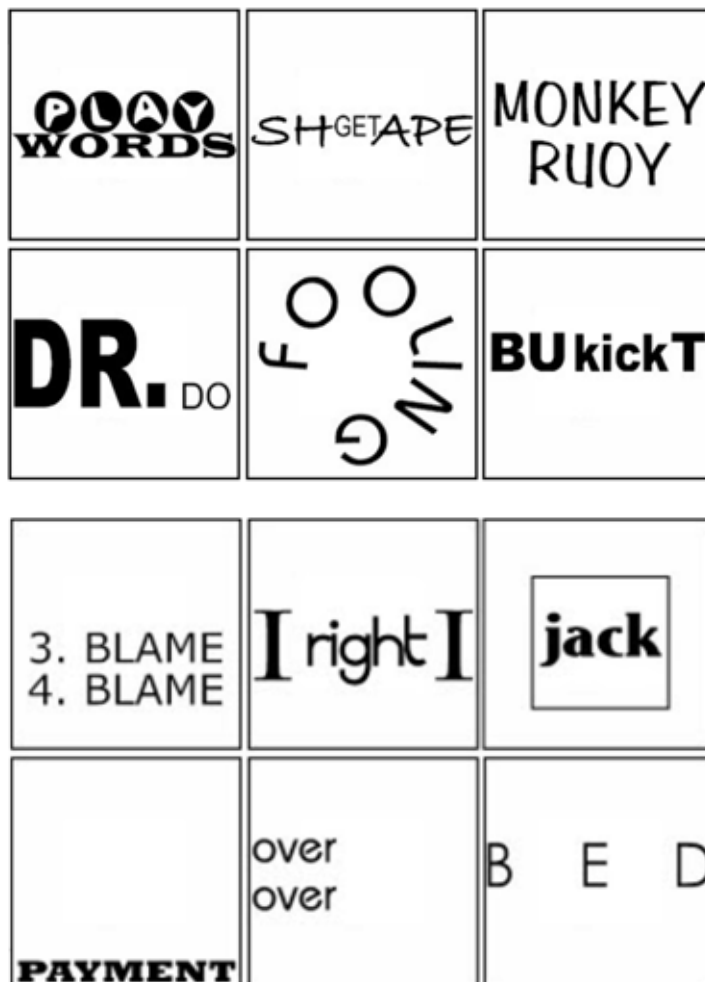 PLAY
WORDS
SHGETAPE
MONKEY
RUOY
DR. DO
FOOLING
BUkickT
3. BLAME
4. BLAME
I right I
jack
PAYMENT
over
over
B E D